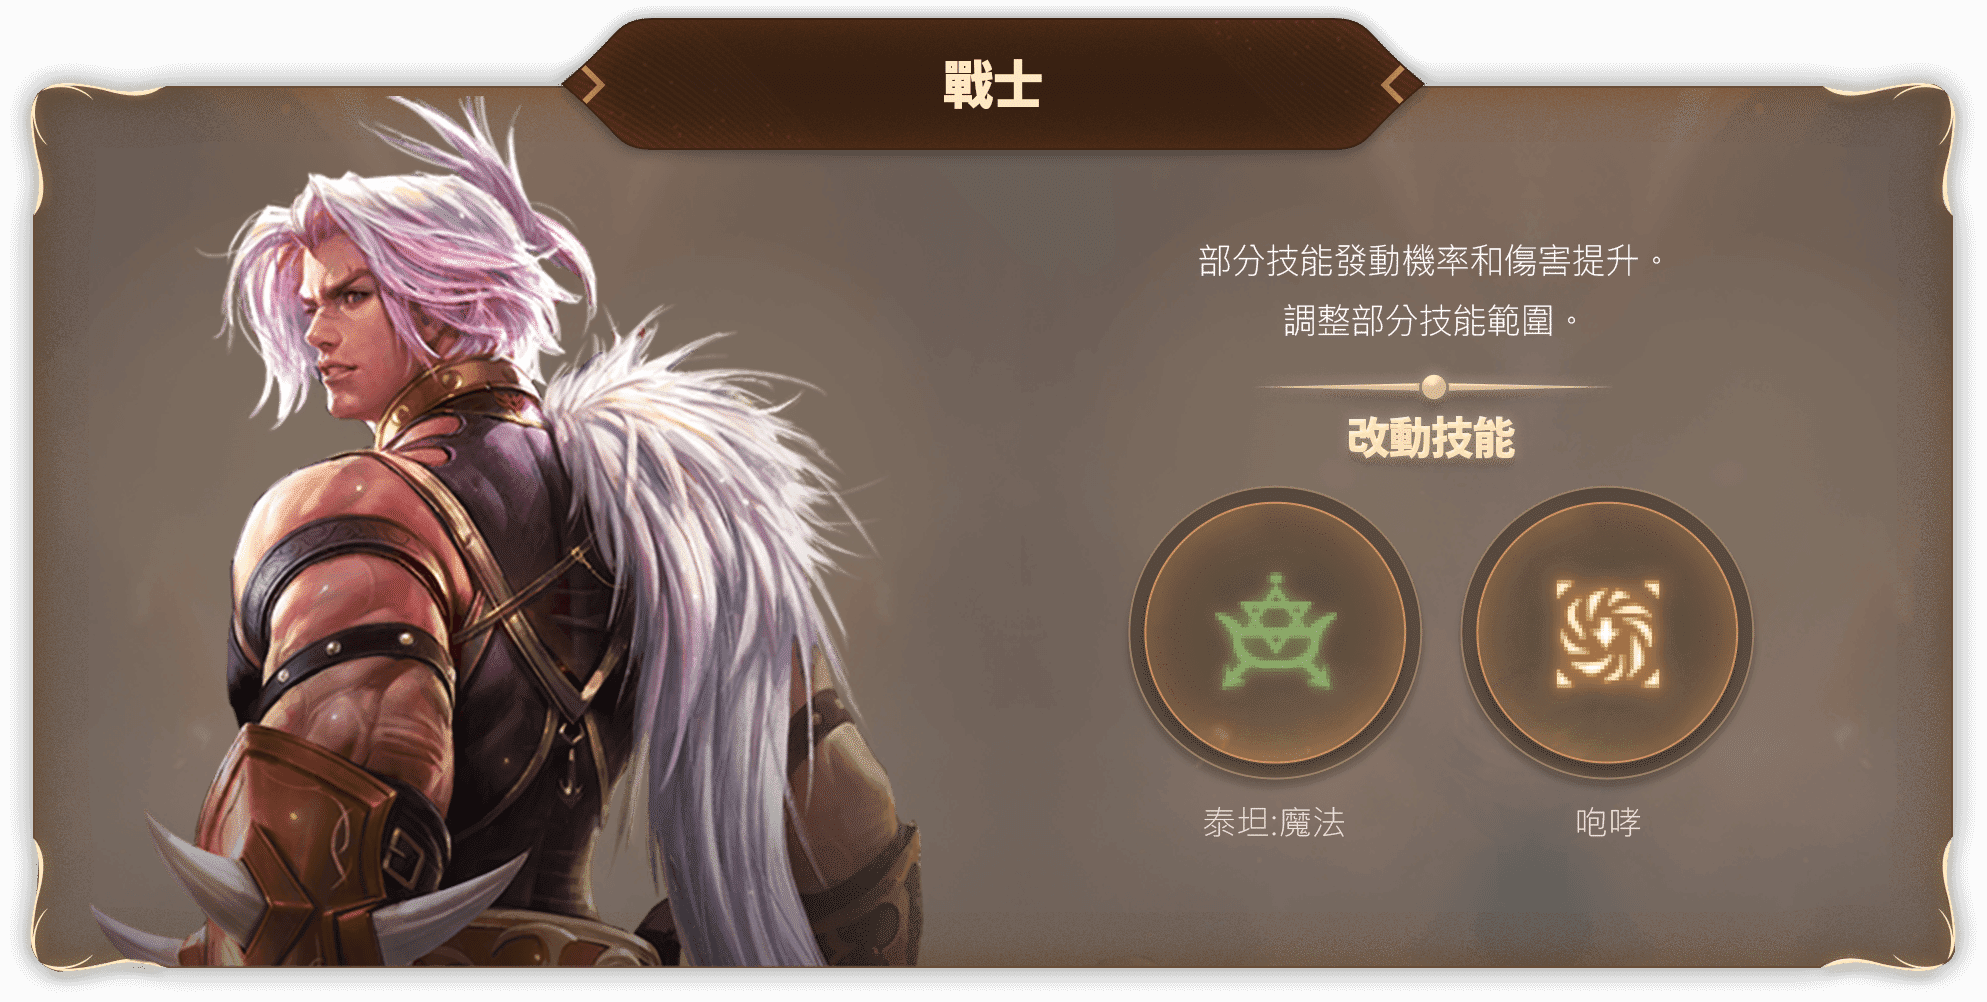 戰士
部分技能發動機率和傷害提升。
調整部分技能範圍。
改動技能
泰坦:魔法
咆哮